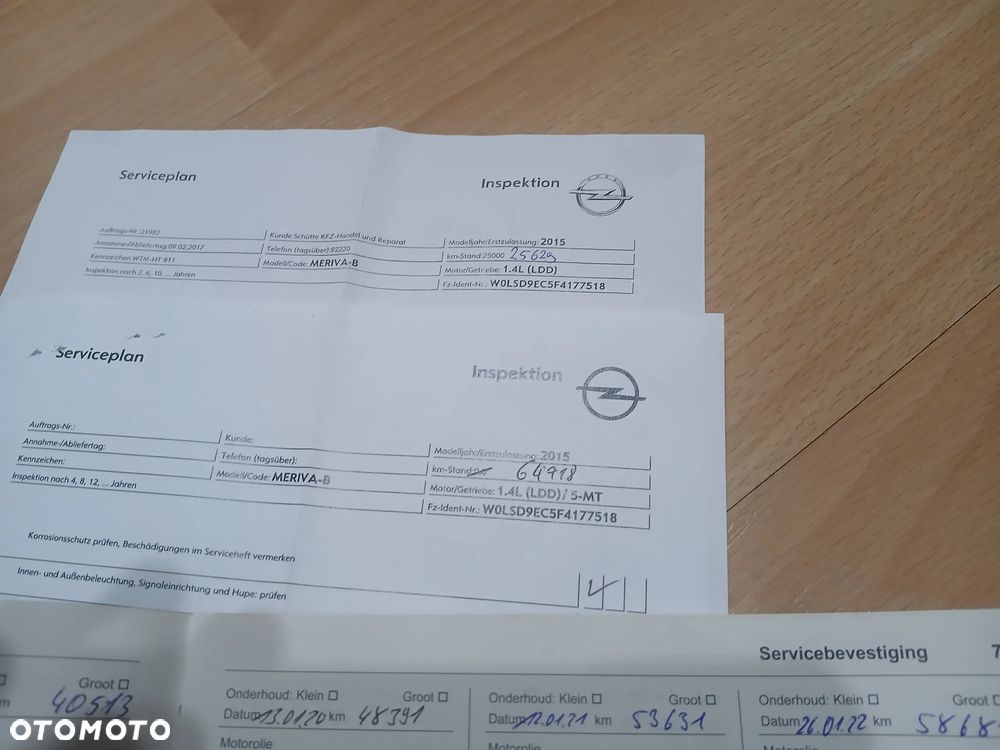 Serviceplan
Inspektion
Auftrags-Nr.: 21982 Kunde: Schütte KFZ-Handel und Reparat Modelljahr/Erstzulassung: 2015
Annahme-/Abliefertag: 09.02.2017 Telefon (tagsüber): 92220 km-Stand: 25000 25629
Kennzeichen: WTM-HT 811 Modell/Code: MERIVA-B Motor/Getriebe: 1.4L (LDD)
Inspektion nach 2, 6, 10, ... Jahren Fz-Ident-Nr.: W0LSD9EC5F4177518
Serviceplan
Inspektion
Auftrags-Nr.: Kunde: Modelljahr/Erstzulassung: 2015
Annahme-/Abliefertag: Telefon (tagsüber): km-Stand: 64918
Kennzeichen: Modell/Code: MERIVA-B Motor/Getriebe: 1.4L (LDD) / 5-MT
Inspektion nach 4, 8, 12, ... Jahren Fz-Ident-Nr.: W0LSD9EC5F4177518
Korrosionsschutz prüfen, Beschädigungen im Serviceheft vermerken
Innen- und Außenbeleuchtung, Signaleinrichtung und Hupe: prüfen
Servicebevestiging 7
Groot Onderhoud: Klein Groot Onderhoud: Klein Groot Onderhoud: Klein Groot
40513 Datum 13.01.20 km 48391 Datum 12.01.21 km 53631 Datum 26.01.22 km 5868
Motorolie Motorolie
OTOMOTO